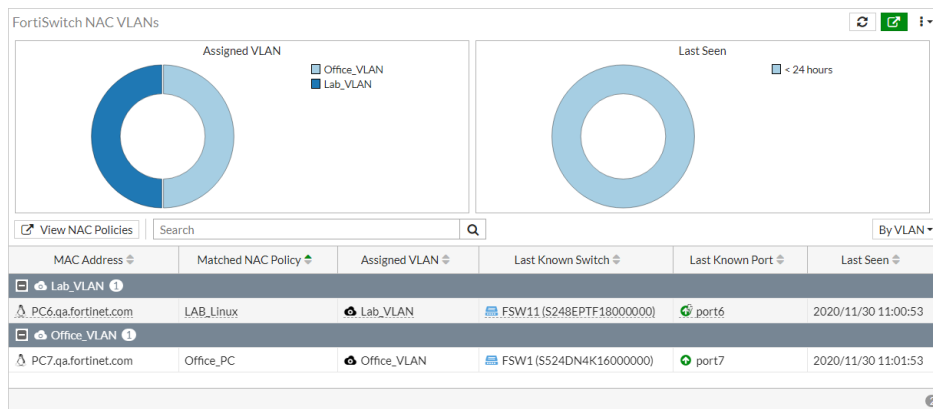 FortiSwitch NAC VLANs
Assigned VLAN
Office_VLAN
Lab_VLAN
Last Seen
< 24 hours
View NAC Policies Search By VLAN
MAC Address Matched NAC Policy Assigned VLAN Last Known Switch Last Known Port Last Seen
Lab_VLAN 1
PC6.qa.fortinet.com LAB_Linux Lab_VLAN FSW11 (S248EPTF18000000) port6 2020/11/30 11:00:53
Office_VLAN 1
PC7.qa.fortinet.com Office_PC Office_VLAN FSW1 (S524DN4K16000000) port7 2020/11/30 11:01:53
2